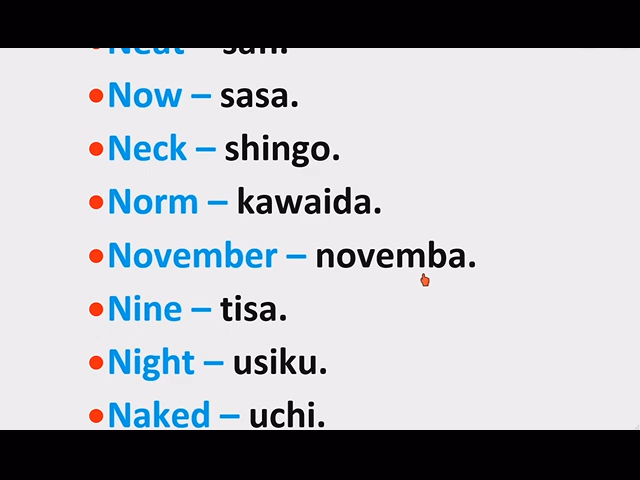 •Now – sasa.
•Neck – shingo.
•Norm – kawaida.
•November – novemba.
•Nine – tisa.
•Night – usiku.
•Naked – uchi.